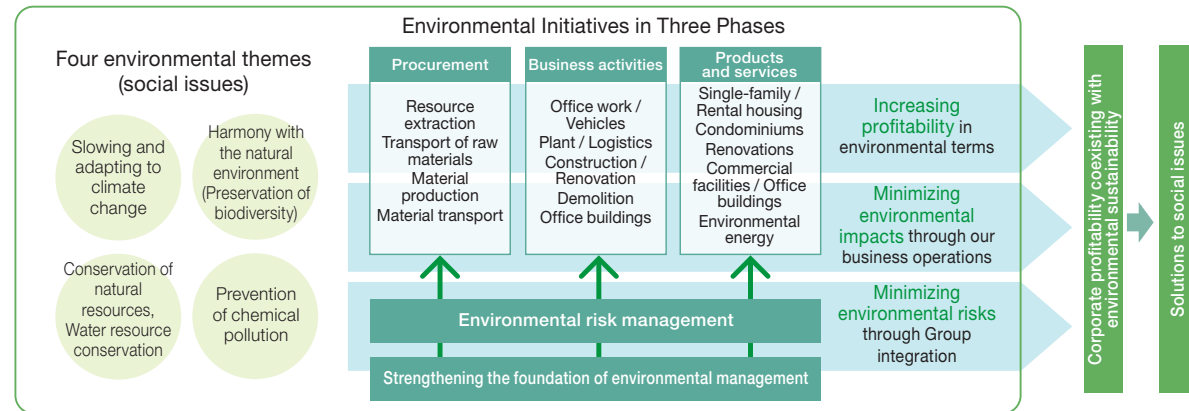 Environmental Initiatives in Three Phases
Four environmental themes
(social issues)
Slowing and
adapting to
climate
change
Harmony with
the natural
environment
(Preservation of
biodiversity)
Conservation of
natural
resources,
Water resource
conservation
Prevention
of chemical
pollution
Procurement
Resource
extraction
Transport of raw
materials
Material
production
Material transport
Business activities
Office work /
Vehicles
Plant / Logistics
Construction /
Renovation
Demolition
Office buildings
Products
and services
Single-family /
Rental housing
Condominiums
Renovations
Commercial
facilities / Office
buildings
Environmental
energy
Environmental risk management
Strengthening the foundation of environmental management
Increasing
profitability in
environmental terms
Minimizing
environmental
impacts through our
business operations
Minimizing
environmental risks
through Group
integration
Corporate profitability coexisting with
environmental sustainability
Solutions to social issues